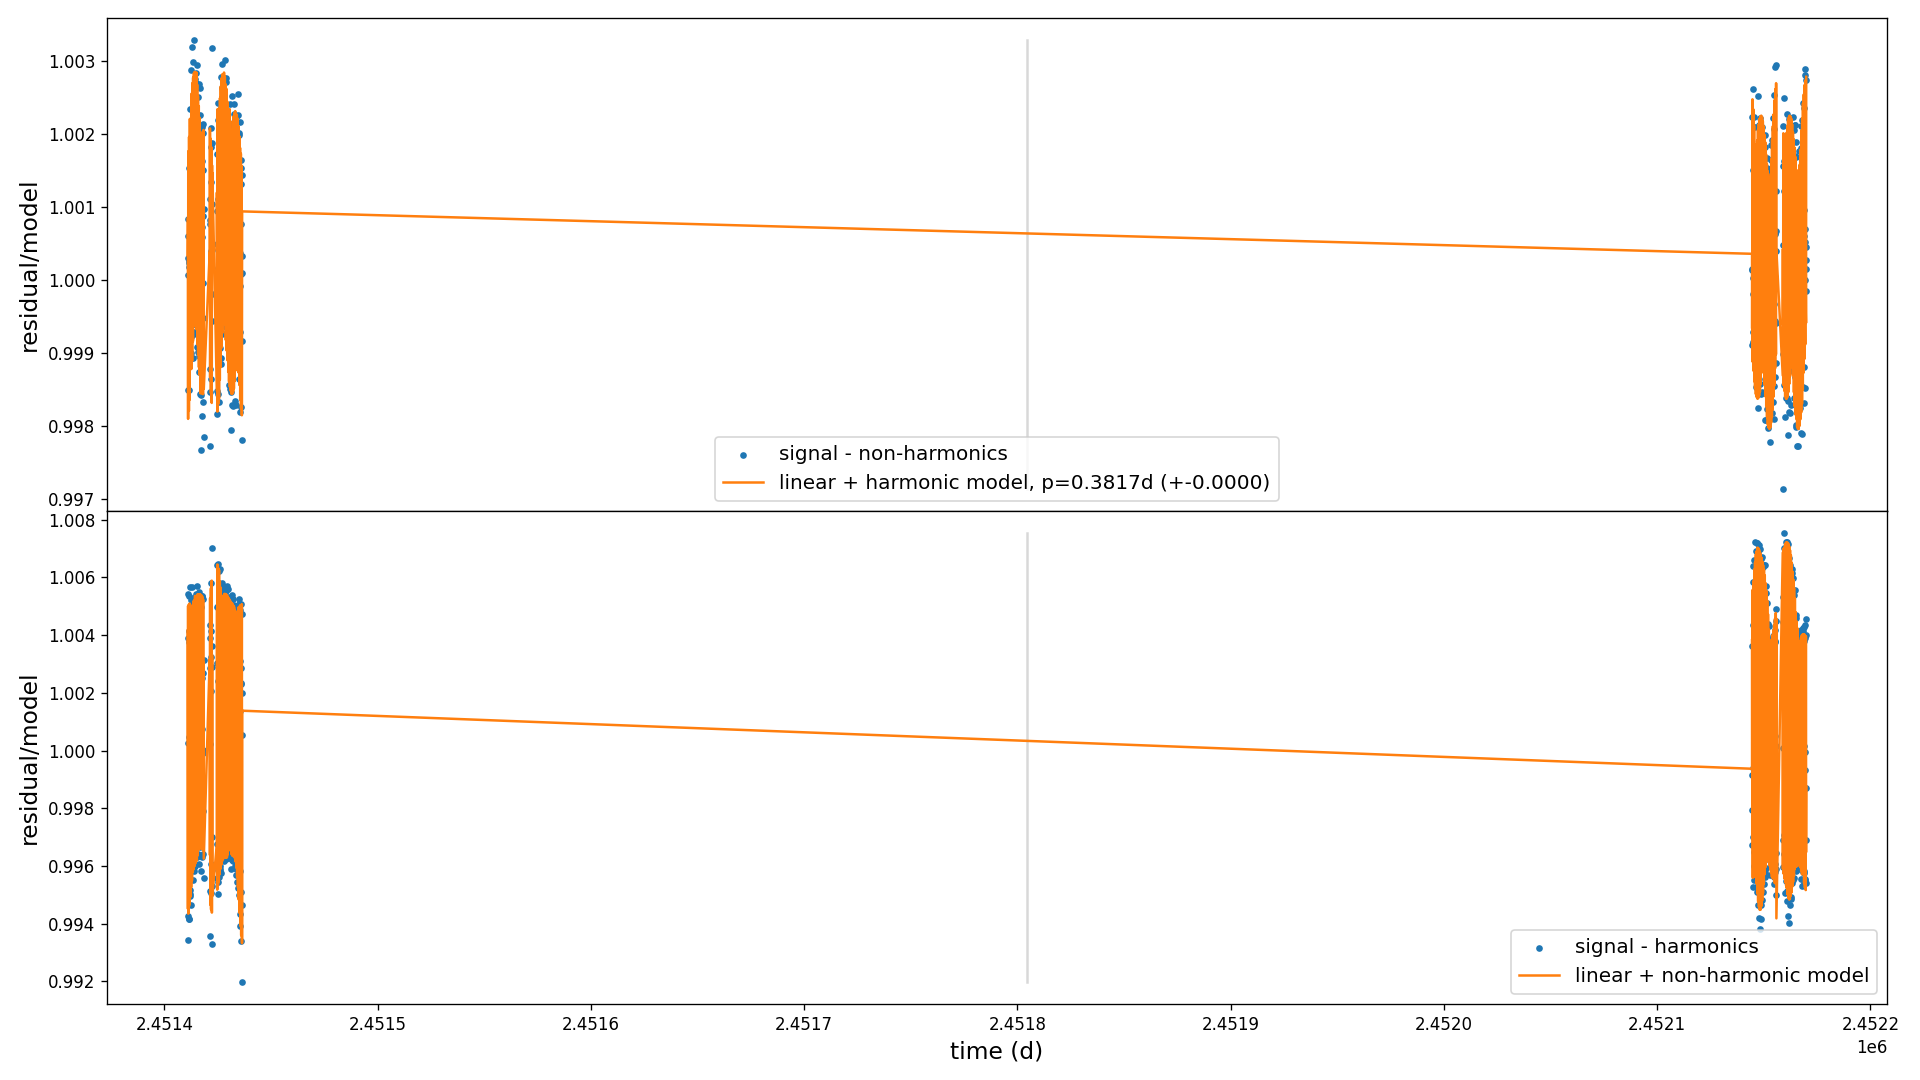 1.003
1.002
1.001
1.000
0.999
0.998
0.997
residual/model
signal - non-harmonics
linear + harmonic model, p=0.3817d (+-0.0000)
1.008
1.006
1.004
1.002
1.000
0.998
0.996
0.994
0.992
residual/model
signal - harmonics
linear + non-harmonic model
2.4514 2.4515 2.4516 2.4517 2.4518 2.4519 2.4520 2.4521 2.4522
1e6
time (d)